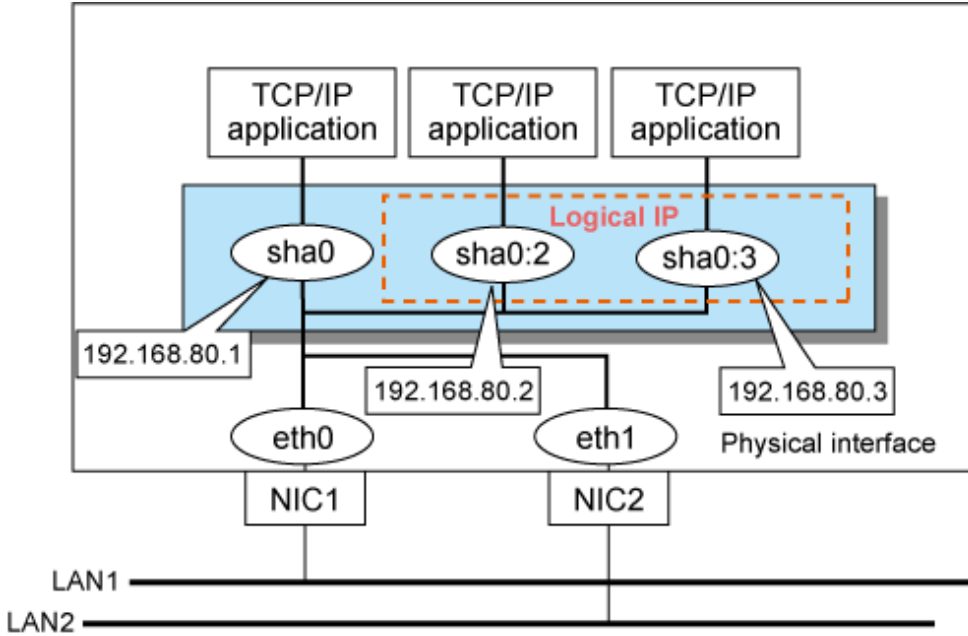 TCP/IP
application
TCP/IP
application
TCP/IP
application
Logical IP
sha0
sha0:2
sha0:3
192.168.80.1
192.168.80.2
192.168.80.3
eth0
eth1
Physical interface
NIC1
NIC2
LAN1
LAN2